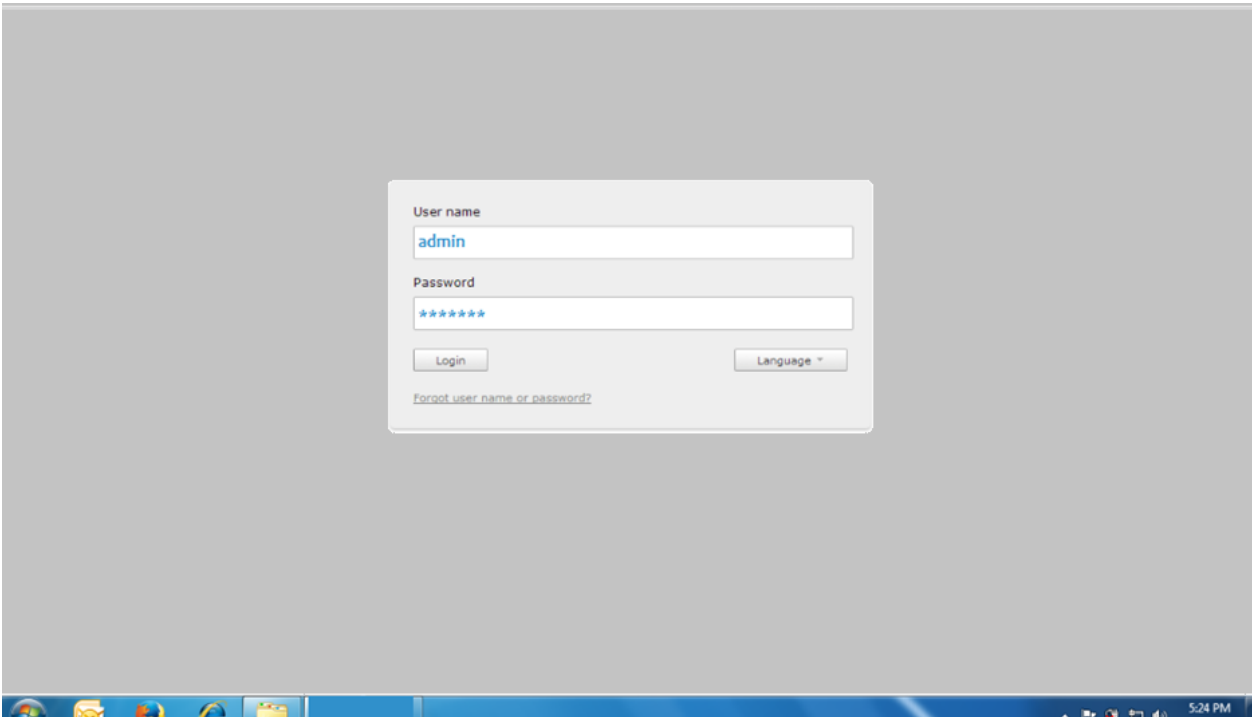 User name
admin
Password
*******
Login
Language
Forgot user name or password?
5:24 PM